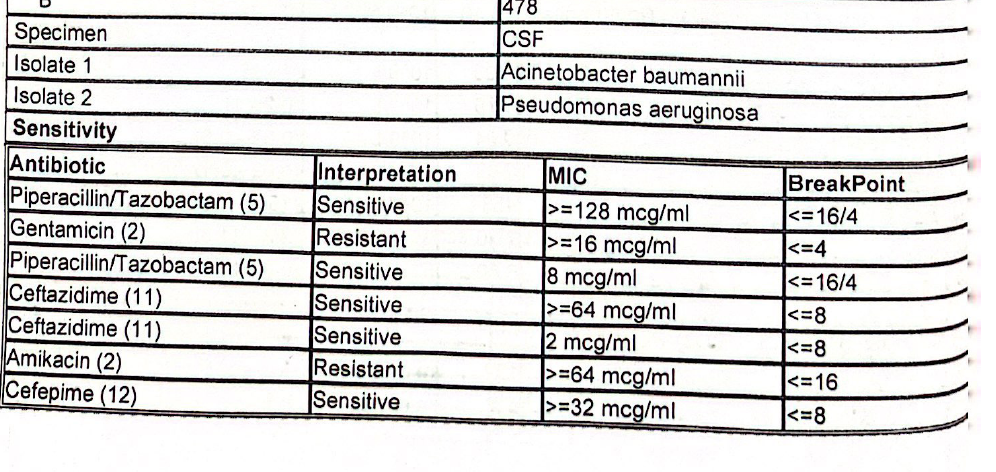 478
Specimen CSF
Isolate 1 Acinetobacter baumannii
Isolate 2 Pseudomonas aeruginosa
Sensitivity
Antibiotic Interpretation MIC BreakPoint
Piperacillin/Tazobactam (5) Sensitive >=128 mcg/ml <=16/4
Gentamicin (2) Resistant >=16 mcg/ml <=4
Piperacillin/Tazobactam (5) Sensitive 8 mcg/ml <=16/4
Ceftazidime (11) Sensitive >=64 mcg/ml <=8
Ceftazidime (11) Sensitive 2 mcg/ml <=8
Amikacin (2) Resistant >=64 mcg/ml <=16
Cefepime (12) Sensitive >=32 mcg/ml <=8